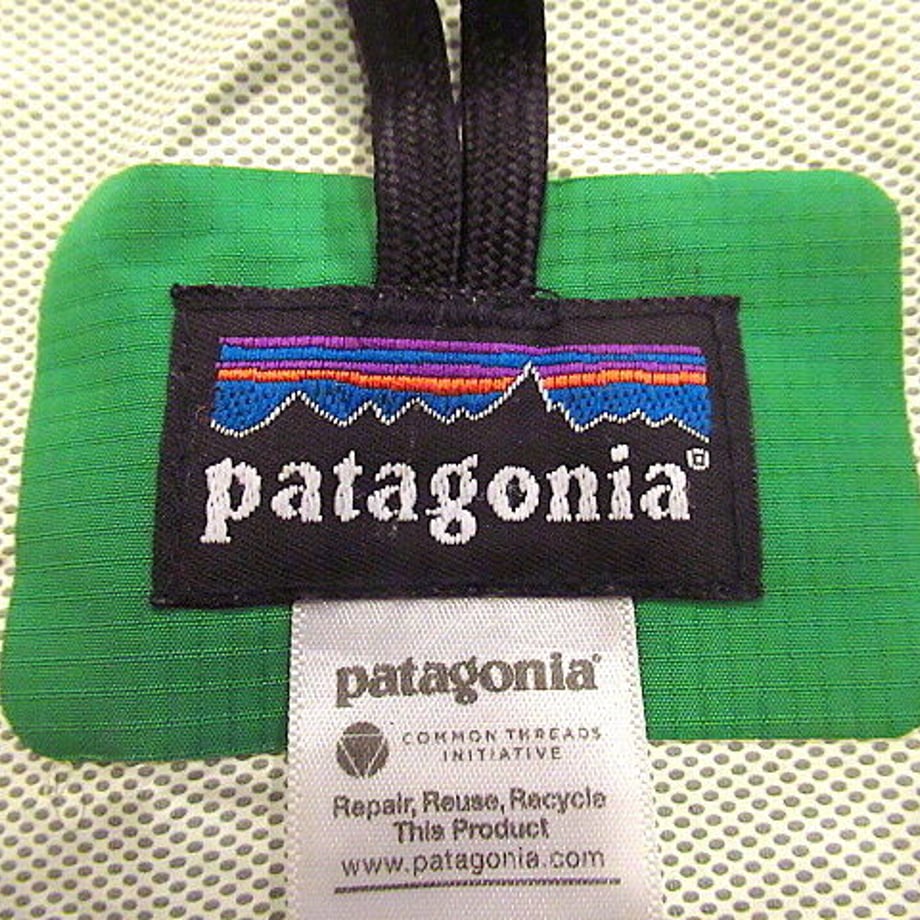 patagonia®
patagonia®
COMMON THREADS
INITIATIVE
Repair, Reuse, Recycle
This Product
www.patagonia.com